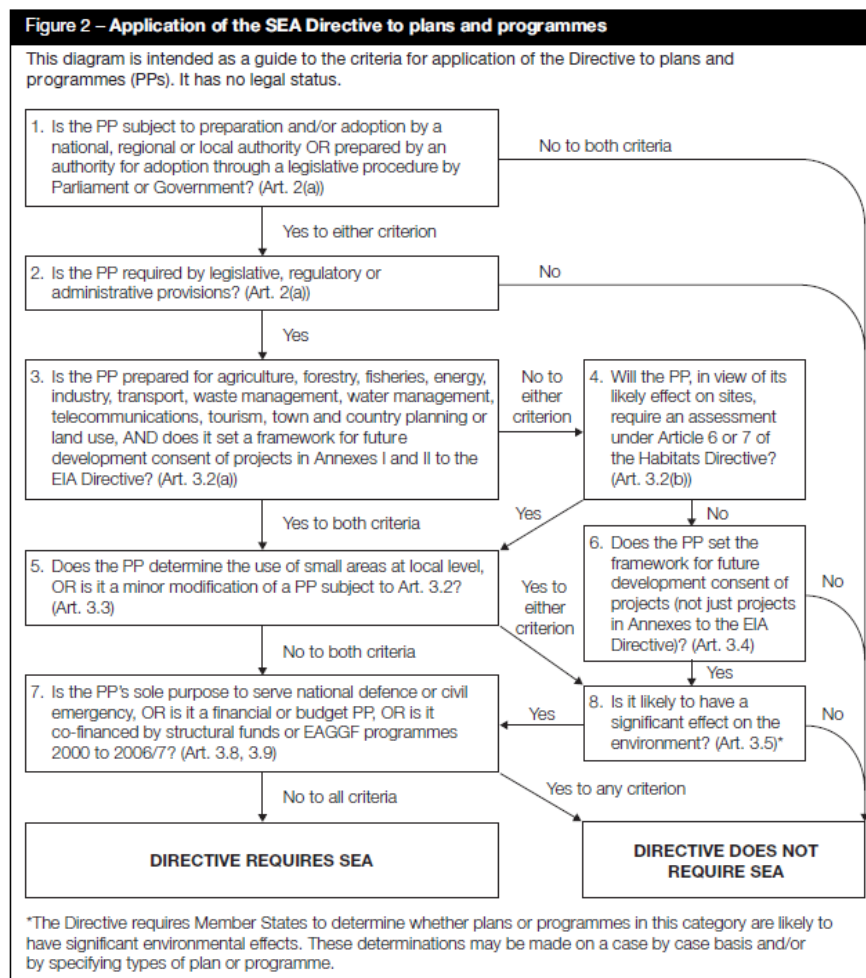 Figure 2 – Application of the SEA Directive to plans and programmes
This diagram is intended as a guide to the criteria for application of the Directive to plans and
programmes (PPs). It has no legal status.
1. Is the PP subject to preparation and/or adoption by a
national, regional or local authority OR prepared by an
authority for adoption through a legislative procedure by
Parliament or Government? (Art. 2(a))
No to both criteria
Yes to either criterion
2. Is the PP required by legislative, regulatory or
administrative provisions? (Art. 2(a))
No
Yes
3. Is the PP prepared for agriculture, forestry, fisheries, energy,
industry, transport, waste management, water management,
telecommunications, tourism, town and country planning or
land use, AND does it set a framework for future
development consent of projects in Annexes I and II to the
EIA Directive? (Art. 3.2(a))
No to
either
criterion
4. Will the PP, in view of its
likely effect on sites,
require an assessment
under Article 6 or 7 of
the Habitats Directive?
(Art. 3.2(b))
Yes to both criteria
Yes
No
5. Does the PP determine the use of small areas at local level,
OR is it a minor modification of a PP subject to Art. 3.2?
(Art. 3.3)
Yes to
either
criterion
6. Does the PP set the
framework for future
development consent of
projects (not just projects
in Annexes to the EIA
Directive)? (Art. 3.4)
No
No to both criteria
Yes
7. Is the PP's sole purpose to serve national defence or civil
emergency, OR is it a financial or budget PP, OR is it
co-financed by structural funds or EAGGF programmes
2000 to 2006/7? (Art. 3.8, 3.9)
Yes
8. Is it likely to have a
significant effect on the
environment? (Art. 3.5)*
No
No to all criteria
Yes to any criterion
DIRECTIVE REQUIRES SEA
DIRECTIVE DOES NOT
REQUIRE SEA
*The Directive requires Member States to determine whether plans or programmes in this category are likely to
have significant environmental effects. These determinations may be made on a case by case basis and/or
by specifying types of plan or programme.